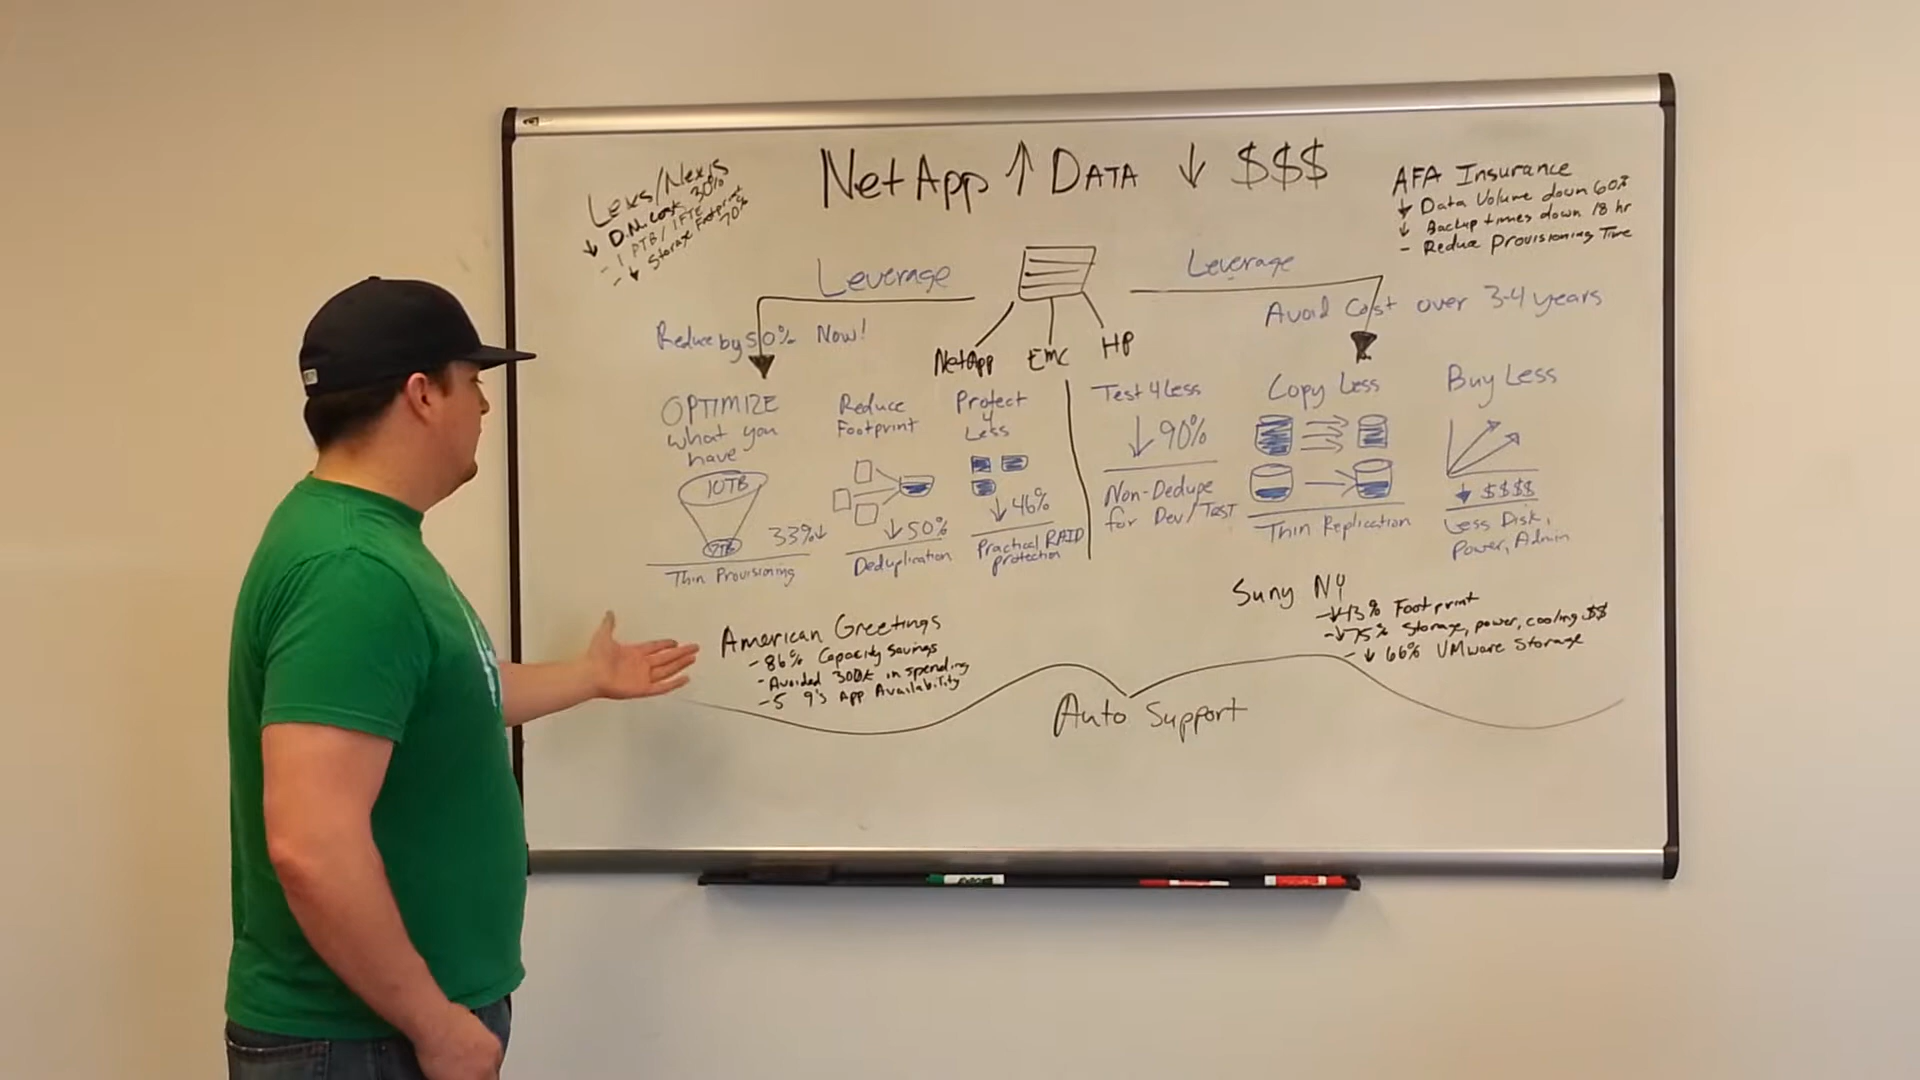 NetApp ↑ DATA ↓ $$$
Lexis/Nexis
↓ D.M. Cost 30%
- 1 PTB / 1 FTE
- ↓ Storage Footprint
70%
AFA Insurance
↓ Data Volume down 60%
↓ Backup times down 18 hr
- Reduce Provisioning Time
Leverage
Leverage
Reduce by 50% Now!
Avoid Cost over 3-4 years
NetApp EMC HP
OPTIMIZE
what you
have
10TB
7TB
33%↓
Thin Provisioning
Reduce
Footprint
↓50%
Deduplication
Protect
4
Less
↓46%
Practical RAID
protection
Test 4 Less
↓90%
Non-Dedupe
for Dev/Test
Copy Less
Thin Replication
Buy Less
↓ $$$$
Less Disk,
Power, Admin
American Greetings
- 86% Capacity Savings
- Avoided 300K in spending
- 5 9's App Availability
Suny NY
-↓43% Footprint
-↓75% Storage, power, cooling $$
- ↓ 66% VMware Storage
Auto Support